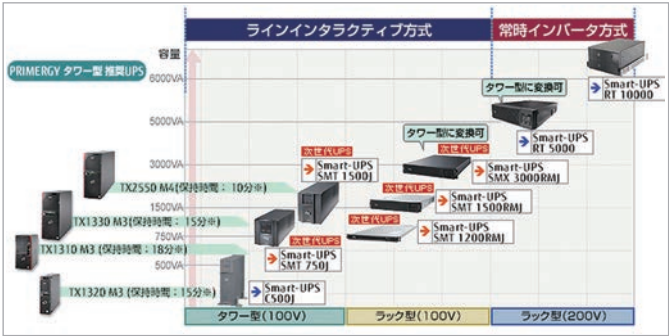 ラインインタラクティブ方式
常時インバータ方式
容量
PRIMERGY タワー型 推奨UPS
6000VA
5000VA
3000VA
1500VA
750VA
500VA
Smart-UPS
RT 10000
タワー型に変換可
Smart-UPS
RT 5000
タワー型に変換可
次世代UPS
Smart-UPS
SMX 3000RMJ
次世代UPS
Smart-UPS
SMT 1500J
次世代UPS
Smart-UPS
SMT 1500RMJ
次世代UPS
Smart-UPS
SMT 1200RMJ
次世代UPS
Smart-UPS
SMT 750J
Smart-UPS
C500J
TX2550 M4(保持時間；10分※)
TX1330 M3(保持時間；15分※)
TX1310 M3(保持時間；18分※)
TX1320 M3(保持時間；15分※)
タワー型(100V)
ラック型(100V)
ラック型(200V)